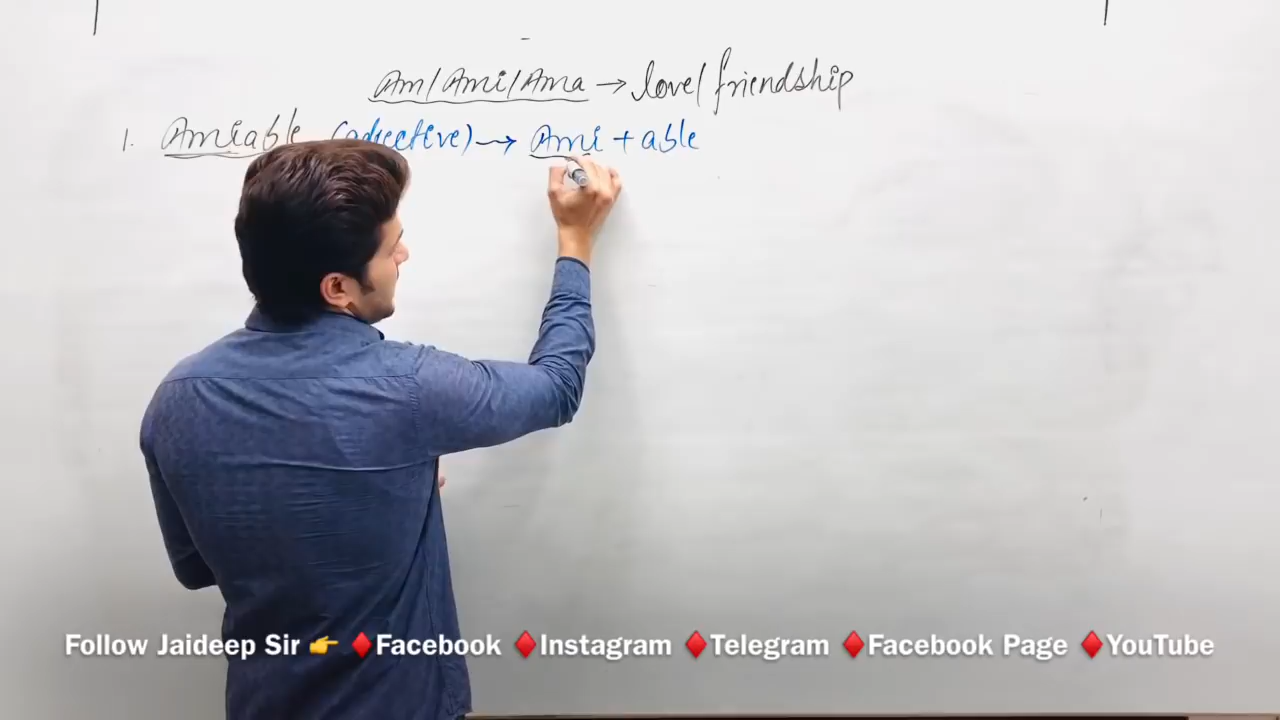 Am/Ami/Ama → love/friendship
1. Amiable (adjective) → Ami + able
Follow Jaideep Sir 👉 ♦Facebook ♦Instagram ♦Telegram ♦Facebook Page ♦YouTube